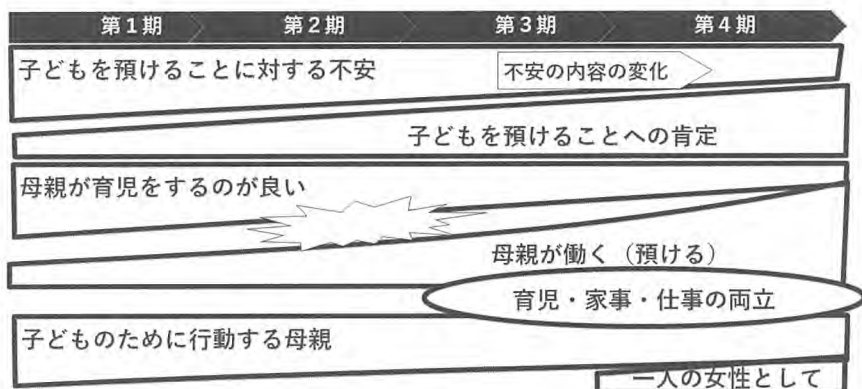 第1期 第2期 第3期 第4期
子どもを預けることに対する不安
不安の内容の変化
子どもを預けることへの肯定
母親が育児をするのが良い
母親が働く（預ける）
育児・家事・仕事の両立
子どものために行動する母親
一人の女性として